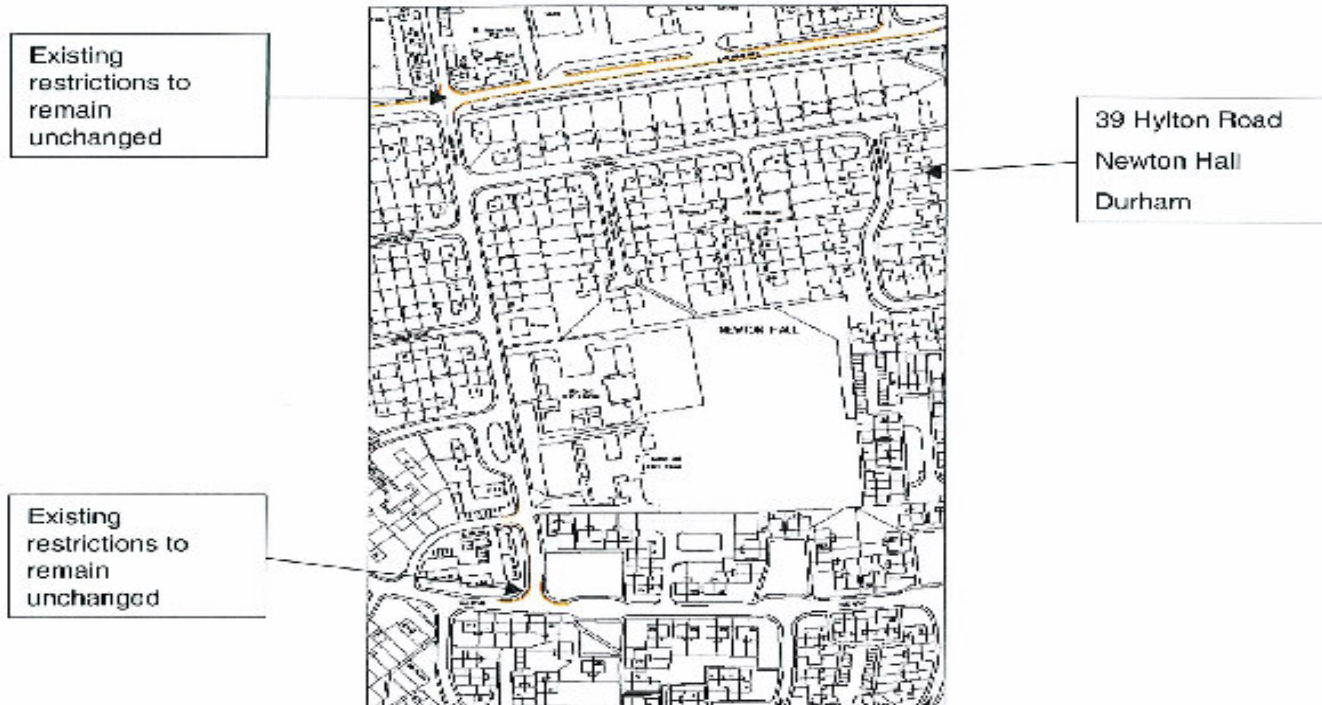 Existing
restrictions to
remain
unchanged
39 Hylton Road
Newton Hall
Durham
NEWTON HALL
Existing
restrictions to
remain
unchanged